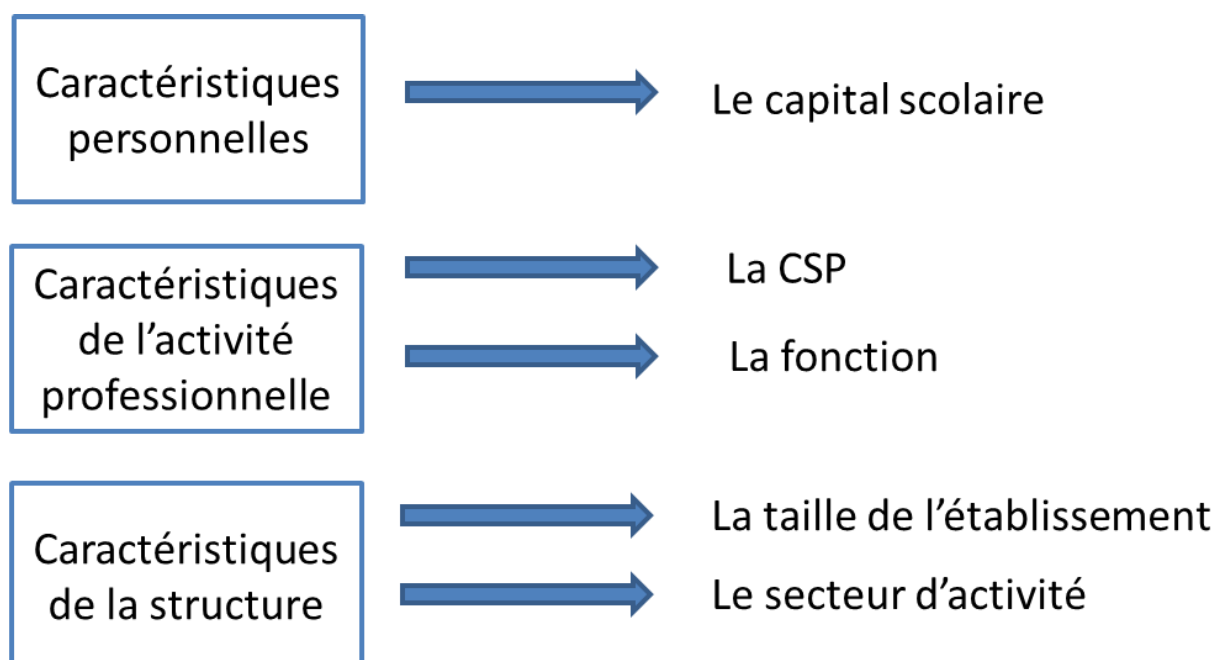 Caractéristiques
personnelles
Le capital scolaire
Caractéristiques
de l’activité
professionnelle
La CSP
La fonction
Caractéristiques
de la structure
La taille de l’établissement
Le secteur d’activité